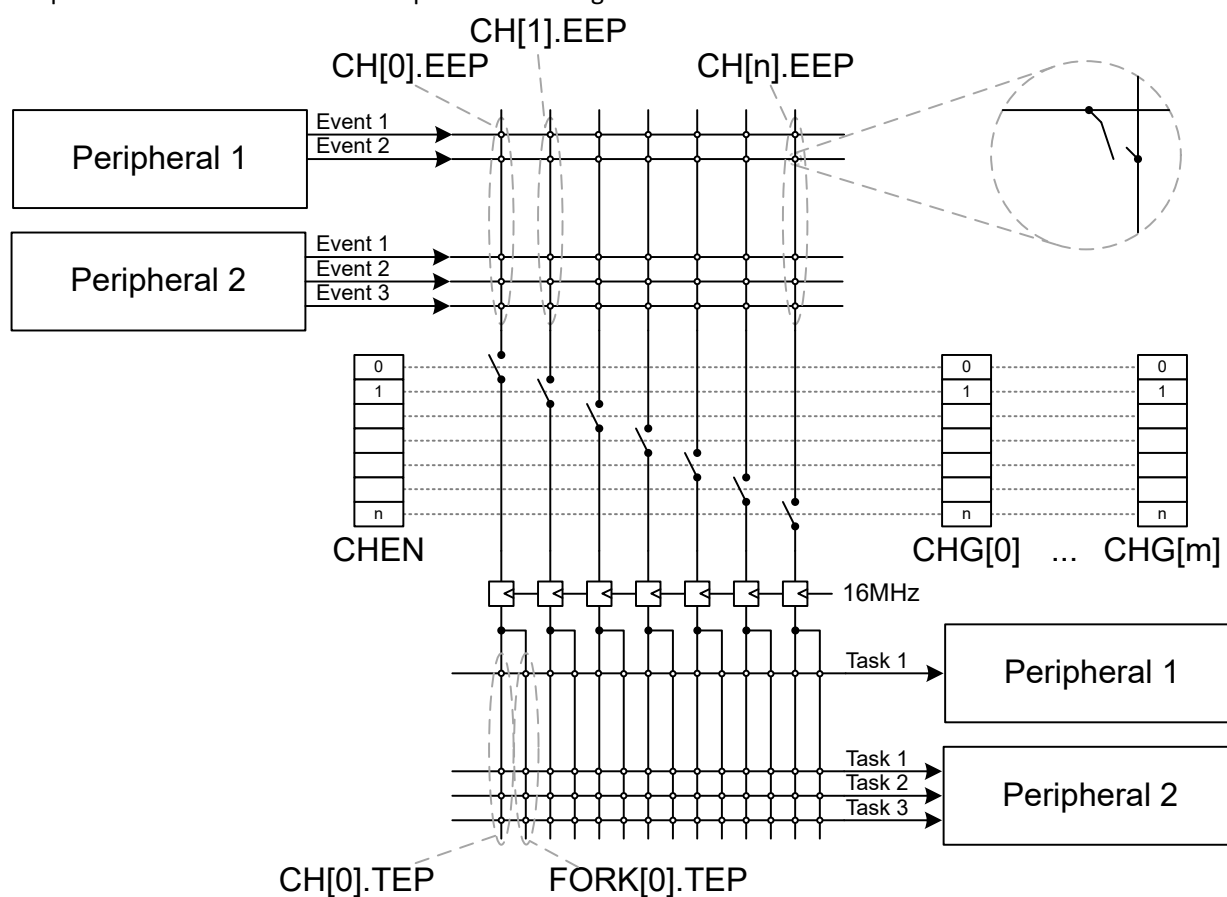 CH[1].EEP
CH[0].EEP
CH[n].EEP
Peripheral 1
Event 1
Event 2
Peripheral 2
Event 1
Event 2
Event 3
0
1
n
CHEN
0
1
n
CHG[0]
...
0
1
n
CHG[m]
16MHz
Task 1
Peripheral 1
Task 1
Task 2
Task 3
Peripheral 2
CH[0].TEP
FORK[0].TEP